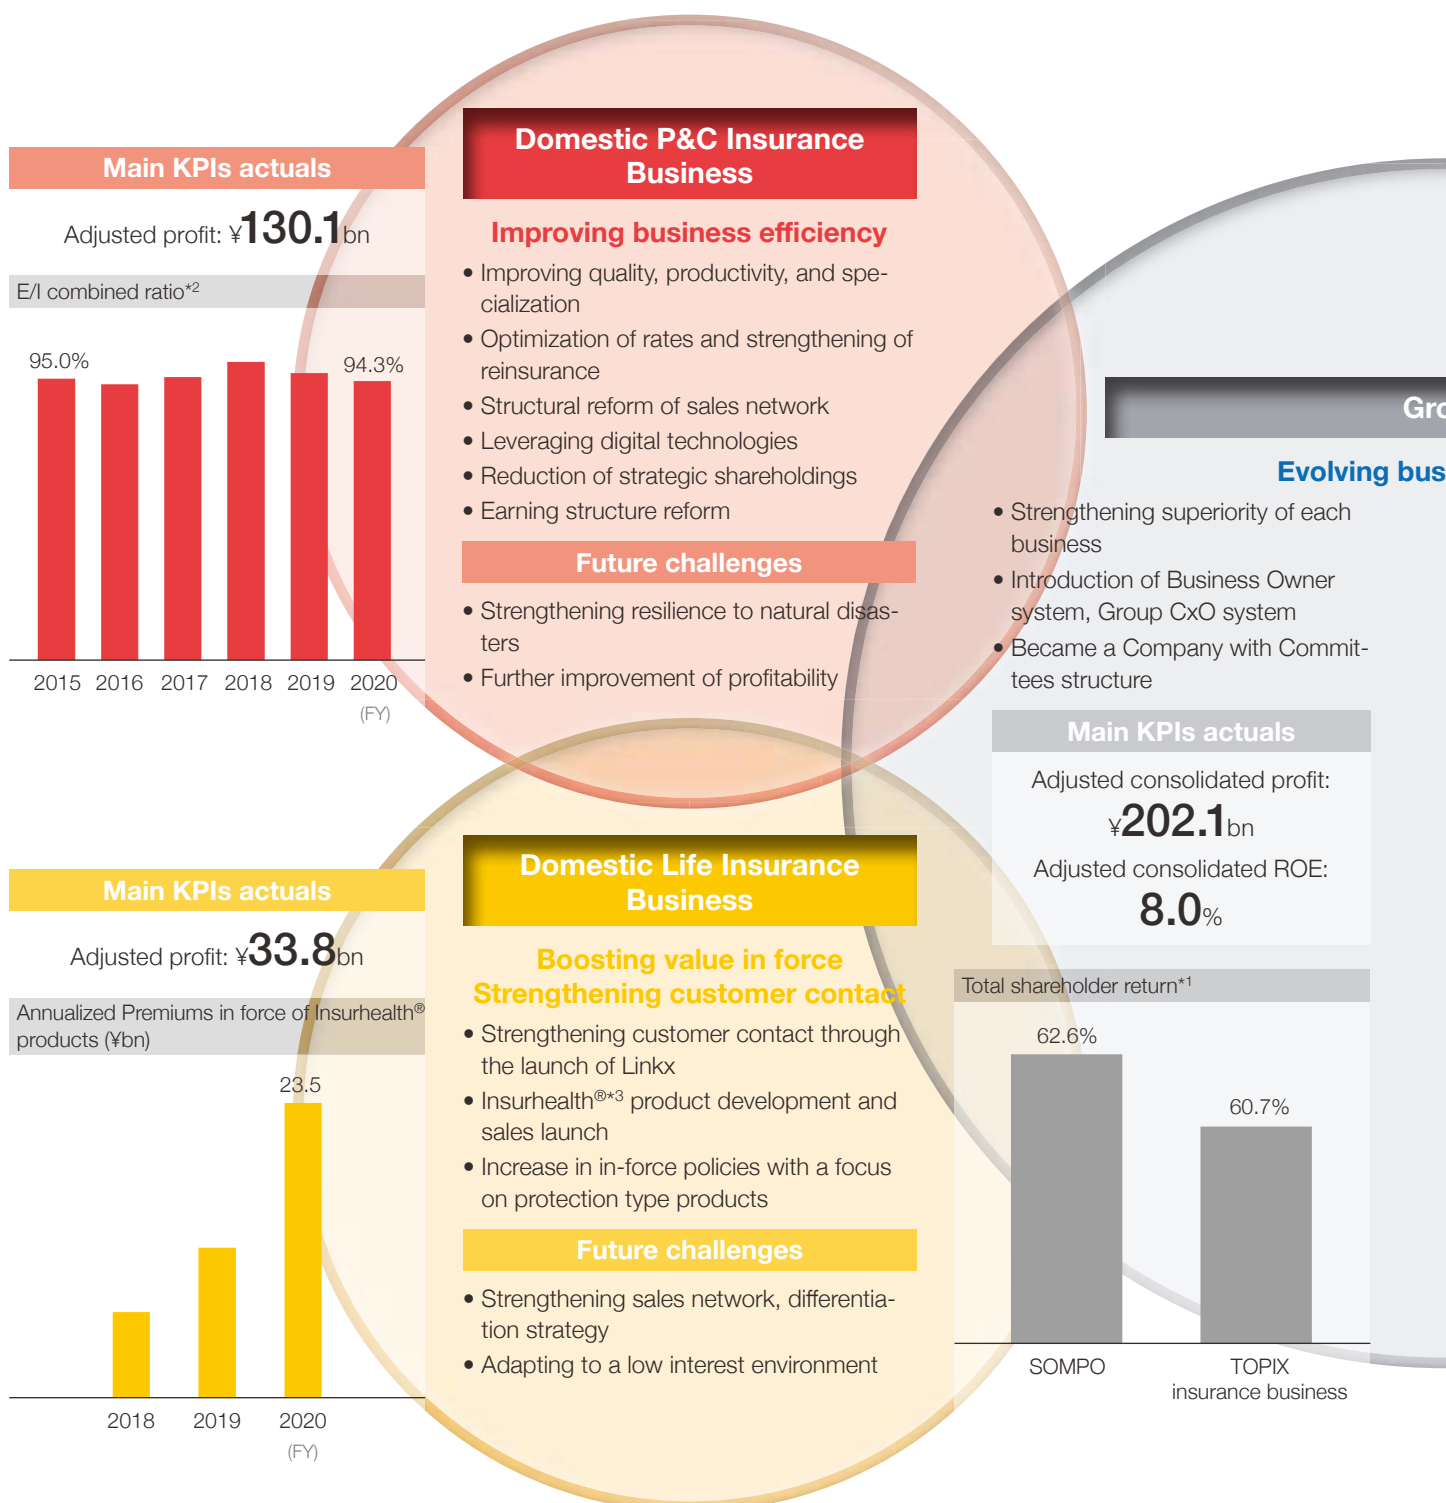 Main KPIs actuals
Adjusted profit: ¥130.1bn
E/I combined ratio*2
95.0%
94.3%
2015 2016 2017 2018 2019 2020
(FY)
Domestic P&C Insurance
Business
Improving business efficiency
• Improving quality, productivity, and spe-
cialization
• Optimization of rates and strengthening of
reinsurance
• Structural reform of sales network
• Leveraging digital technologies
• Reduction of strategic shareholdings
• Earning structure reform
Future challenges
• Strengthening resilience to natural disas-
ters
• Further improvement of profitability
Main KPIs actuals
Adjusted profit: ¥33.8bn
Annualized Premiums in force of Insurhealth®
products (¥bn)
23.5
2018 2019 2020
(FY)
Domestic Life Insurance
Business
Boosting value in force
Strengthening customer contact
• Strengthening customer contact through
the launch of Linkx
• Insurhealth®*3 product development and
sales launch
• Increase in in-force policies with a focus
on protection type products
Future challenges
• Strengthening sales network, differentia-
tion strategy
• Adapting to a low interest environment
Gro
Evolving bus
• Strengthening superiority of each
business
• Introduction of Business Owner
system, Group CxO system
• Became a Company with Commit-
tees structure
Main KPIs actuals
Adjusted consolidated profit:
¥202.1bn
Adjusted consolidated ROE:
8.0%
Total shareholder return*1
62.6%
60.7%
SOMPO TOPIX
insurance business